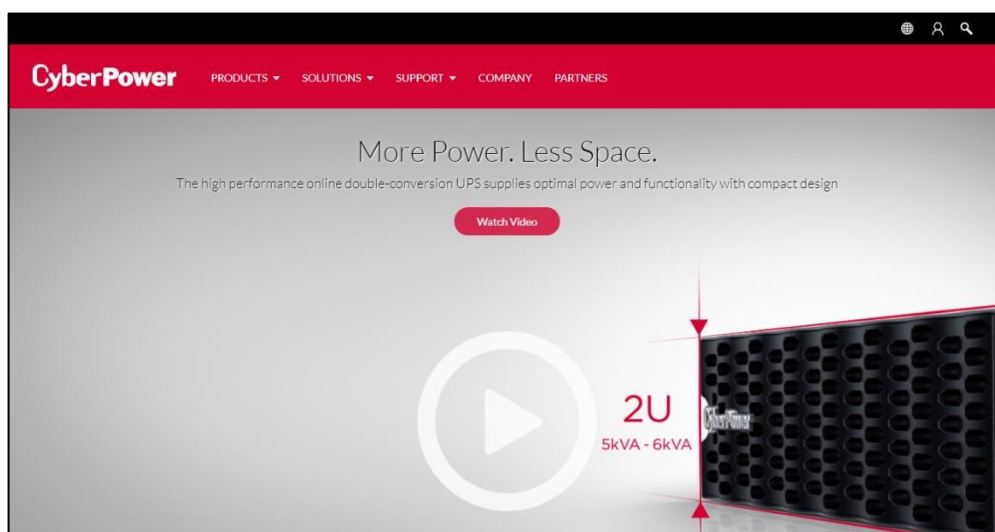 CyberPower
PRODUCTS SOLUTIONS SUPPORT COMPANY PARTNERS
More Power. Less Space.
The high performance online double-conversion UPS supplies optimal power and functionality with compact design
Watch Video
2U
5kVA - 6kVA
CyberPower